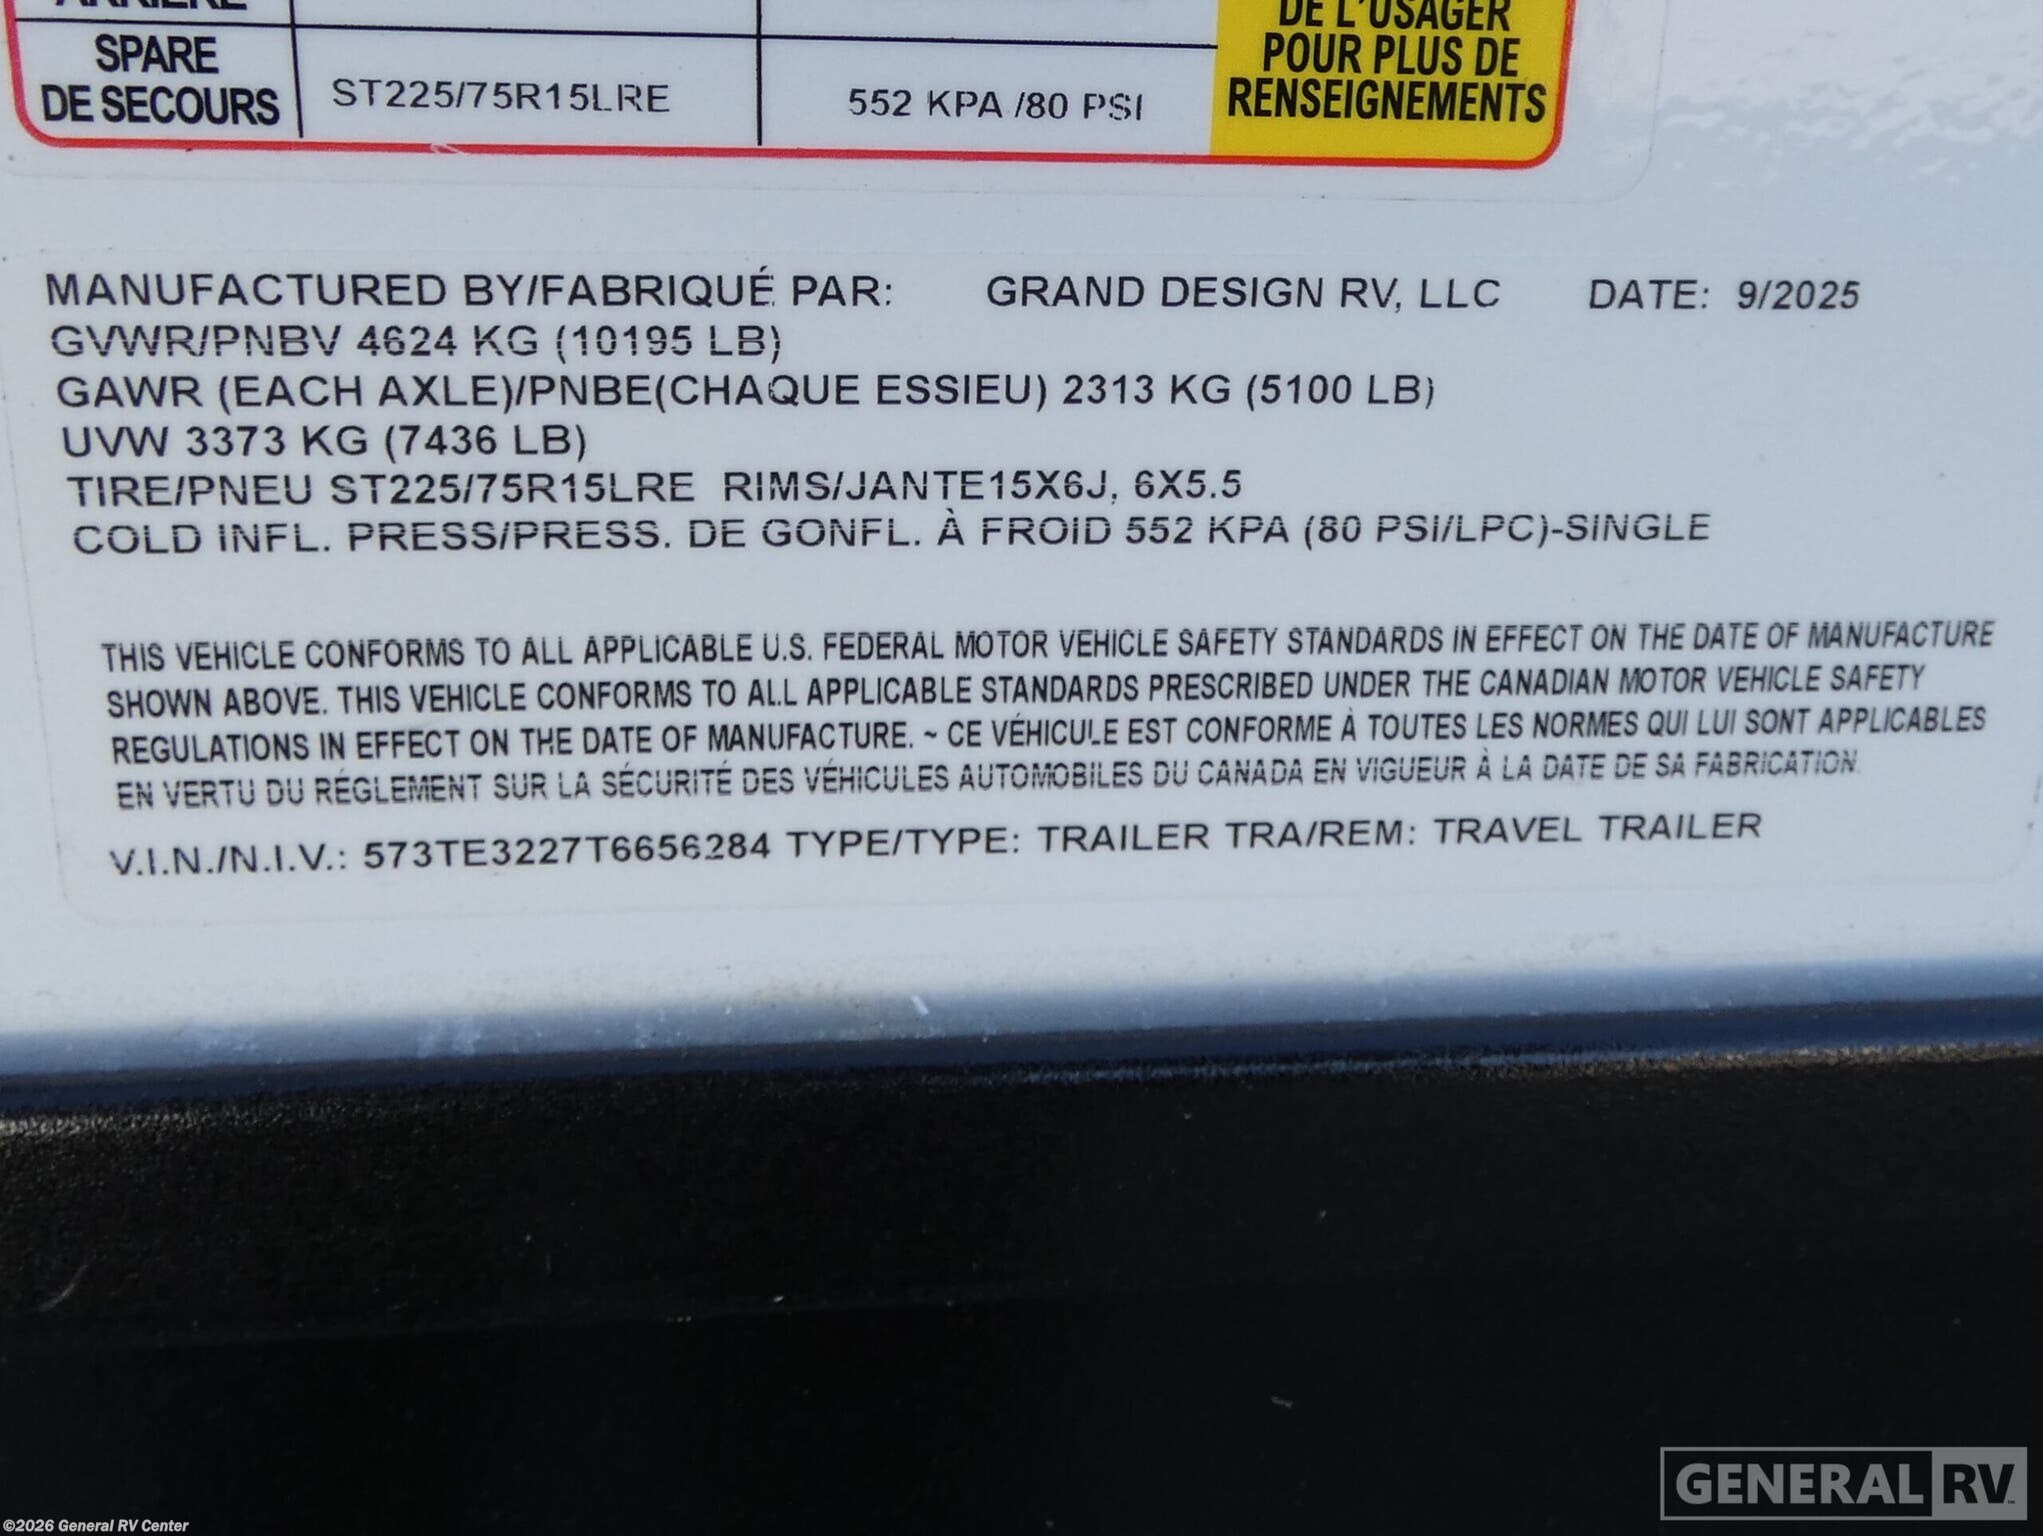 ARRIÈRE
SPARE
DE SECOURS
ST225/75R15LRE
552 KPA /80 PSI
DE L'USAGER
POUR PLUS DE
RENSEIGNEMENTS
MANUFACTURED BY/FABRIQUÉ PAR: GRAND DESIGN RV, LLC DATE: 9/2025
GVWR/PNBV 4624 KG (10195 LB)
GAWR (EACH AXLE)/PNBE(CHAQUE ESSIEU) 2313 KG (5100 LB)
UVW 3373 KG (7436 LB)
TIRE/PNEU ST225/75R15LRE RIMS/JANTE15X6J, 6X5.5
COLD INFL. PRESS/PRESS. DE GONFL. À FROID 552 KPA (80 PSI/LPC)-SINGLE
THIS VEHICLE CONFORMS TO ALL APPLICABLE U.S. FEDERAL MOTOR VEHICLE SAFETY STANDARDS IN EFFECT ON THE DATE OF MANUFACTURE
SHOWN ABOVE. THIS VEHICLE CONFORMS TO ALL APPLICABLE STANDARDS PRESCRIBED UNDER THE CANADIAN MOTOR VEHICLE SAFETY
REGULATIONS IN EFFECT ON THE DATE OF MANUFACTURE. ~ CE VÉHICULE EST CONFORME À TOUTES LES NORMES QUI LUI SONT APPLICABLES
EN VERTU DU RÉGLEMENT SUR LA SÉCURITÉ DES VÉHICULES AUTOMOBILES DU CANADA EN VIGUEUR À LA DATE DE SA FABRICATION.
V.I.N./N.I.V.: 573TE3227T6656284 TYPE/TYPE: TRAILER TRA/REM: TRAVEL TRAILER
GENERAL RV
©2026 General RV Center